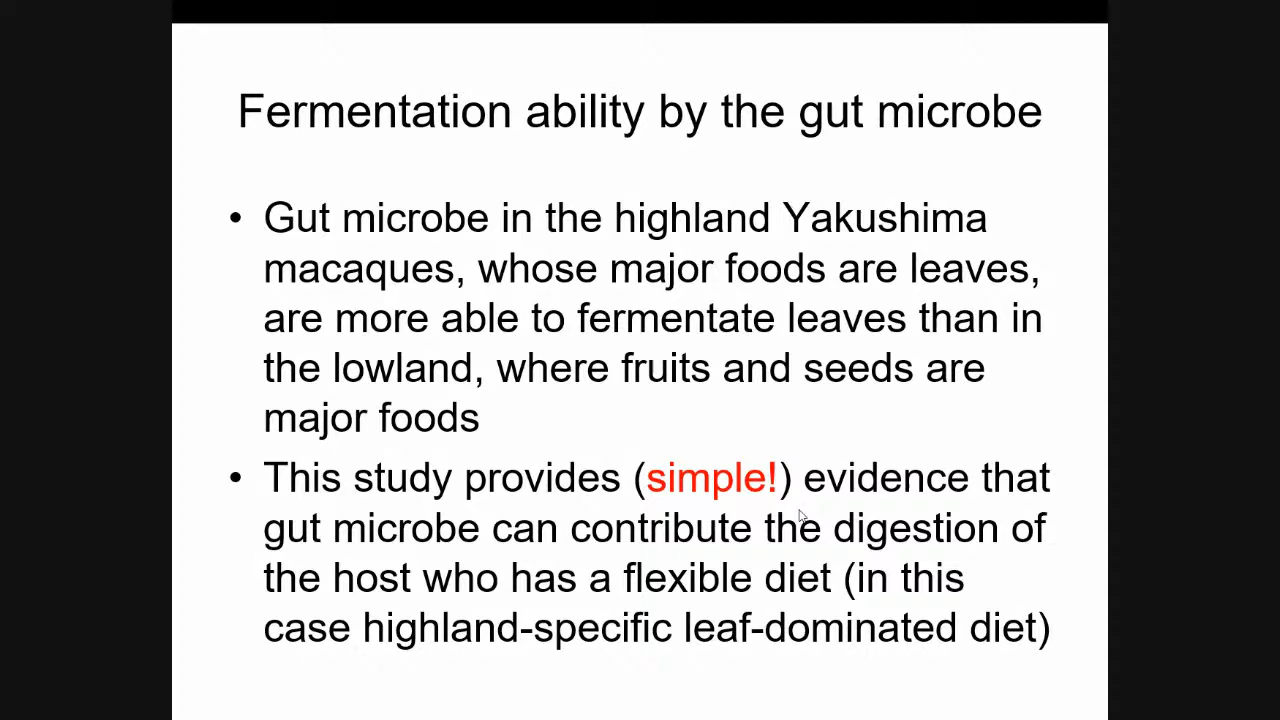 Fermentation ability by the gut microbe
• Gut microbe in the highland Yakushima
macaques, whose major foods are leaves,
are more able to fermentate leaves than in
the lowland, where fruits and seeds are
major foods
• This study provides (simple!) evidence that
gut microbe can contribute the digestion of
the host who has a flexible diet (in this
case highland-specific leaf-dominated diet)